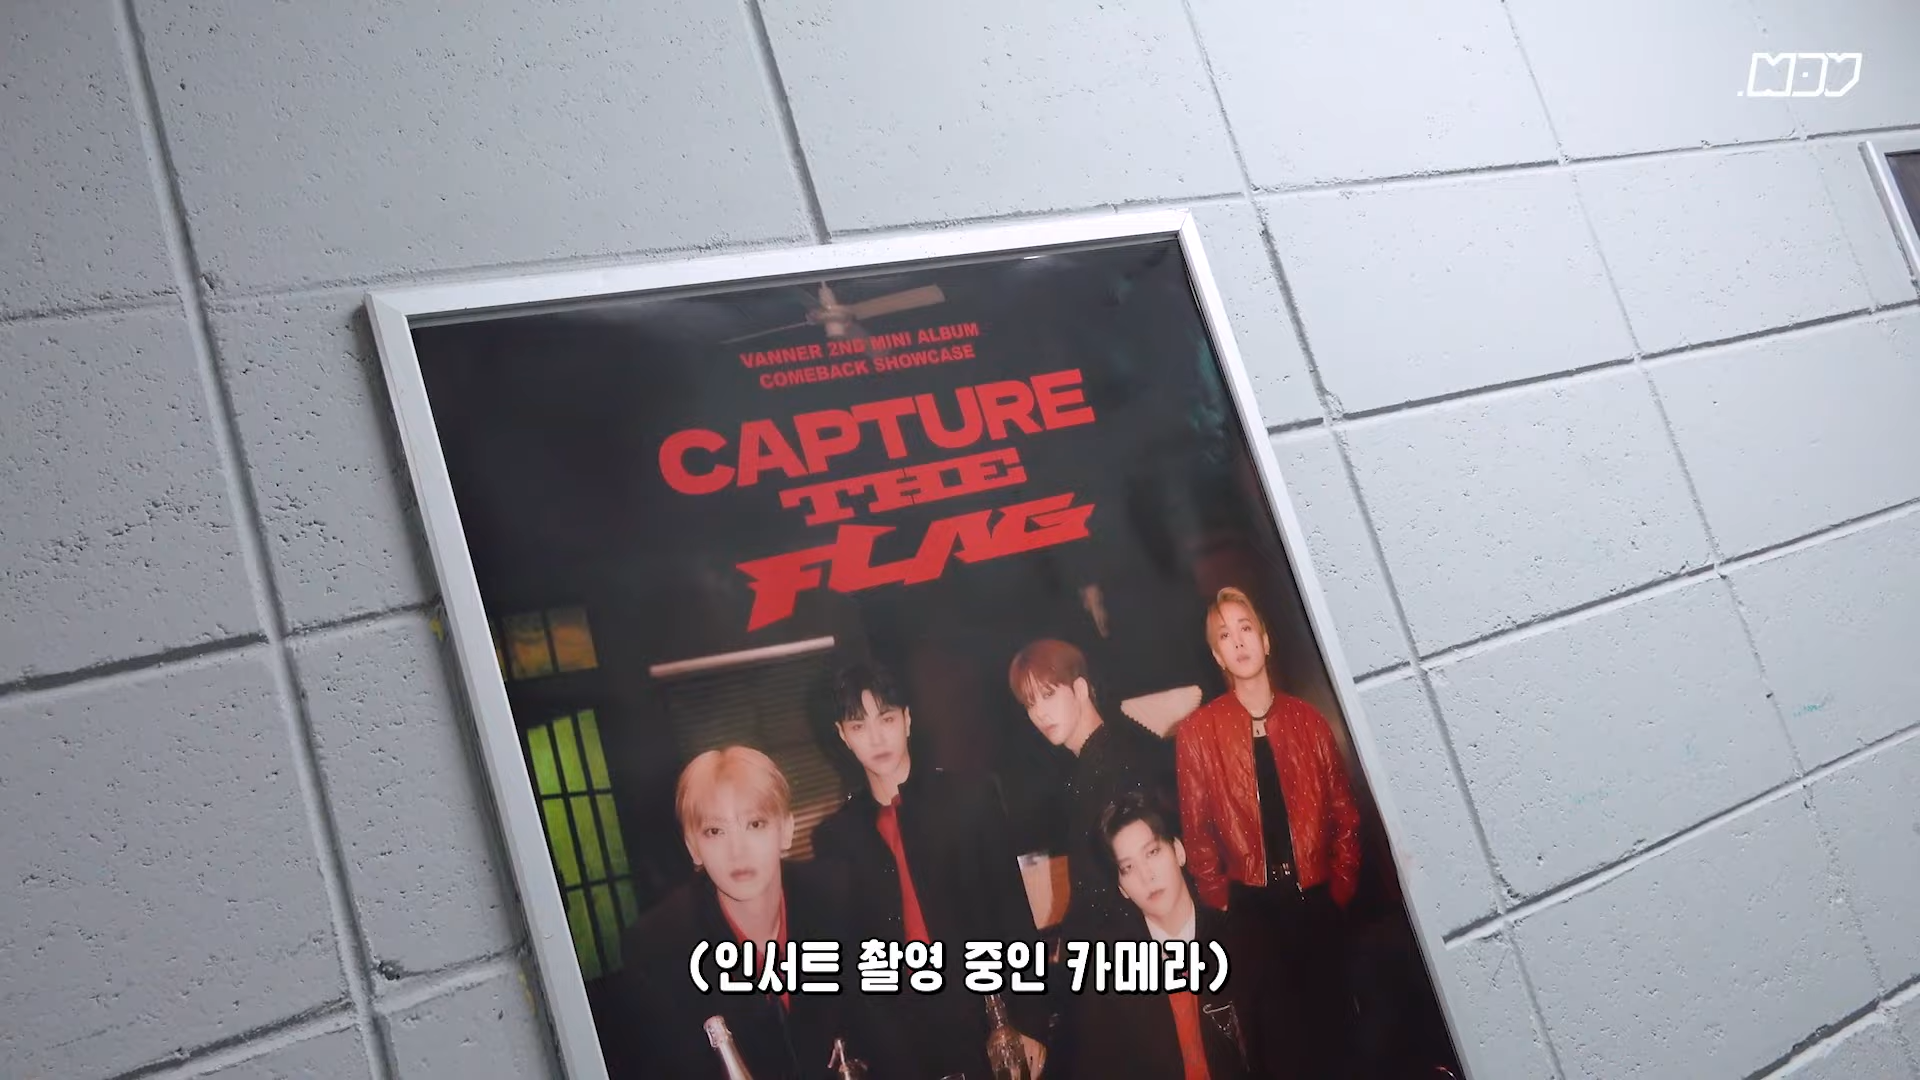 VANNER 2ND MINI ALBUM
COMEBACK SHOWCASE
CAPTURE
THE
FLAG
(인서트 촬영 중인 카메라)